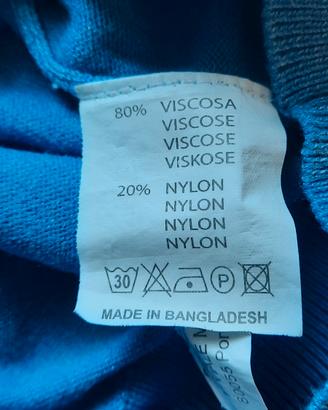 80% VISCOSA
VISCOSE
VISCOSE
VISKOSE
20% NYLON
NYLON
NYLON
NYLON
30 P
MADE IN BANGLADESH